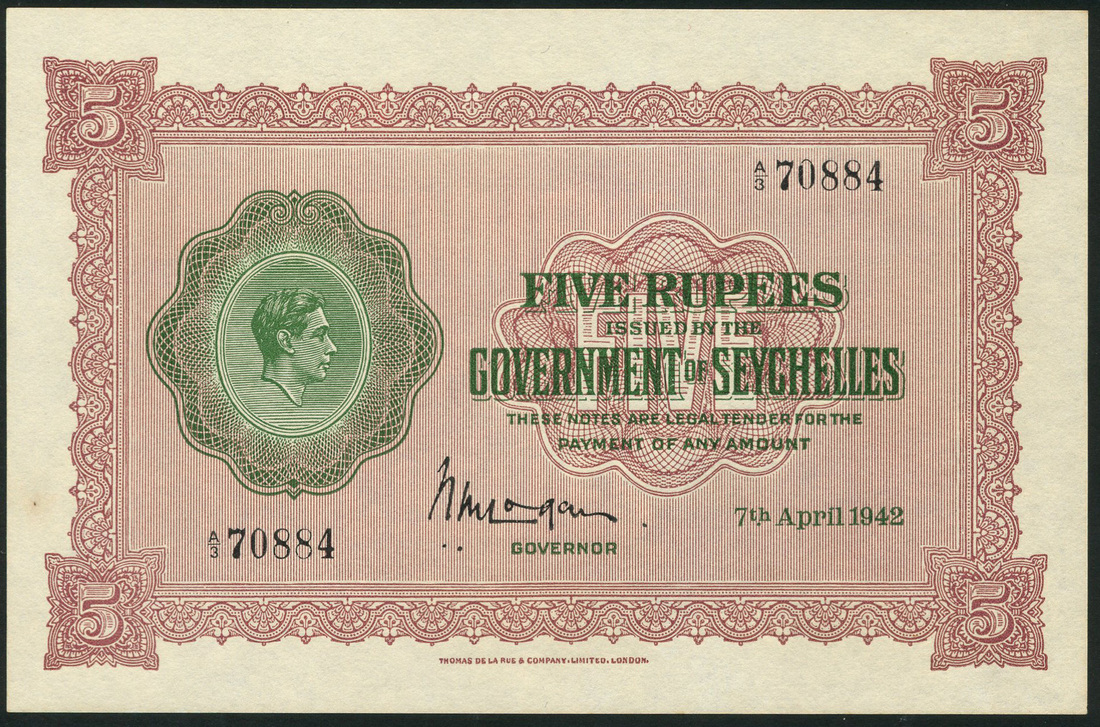 5 5
A/3 70884
FIVE RUPEES
FIVE
ISSUED BY THE
GOVERNMENT OF SEYCHELLES
THESE NOTES ARE LEGAL TENDER FOR THE
PAYMENT OF ANY AMOUNT
7th April 1942
A/3 70884
GOVERNOR
5 5
THOMAS DE LA RUE & COMPANY, LIMITED, LONDON.